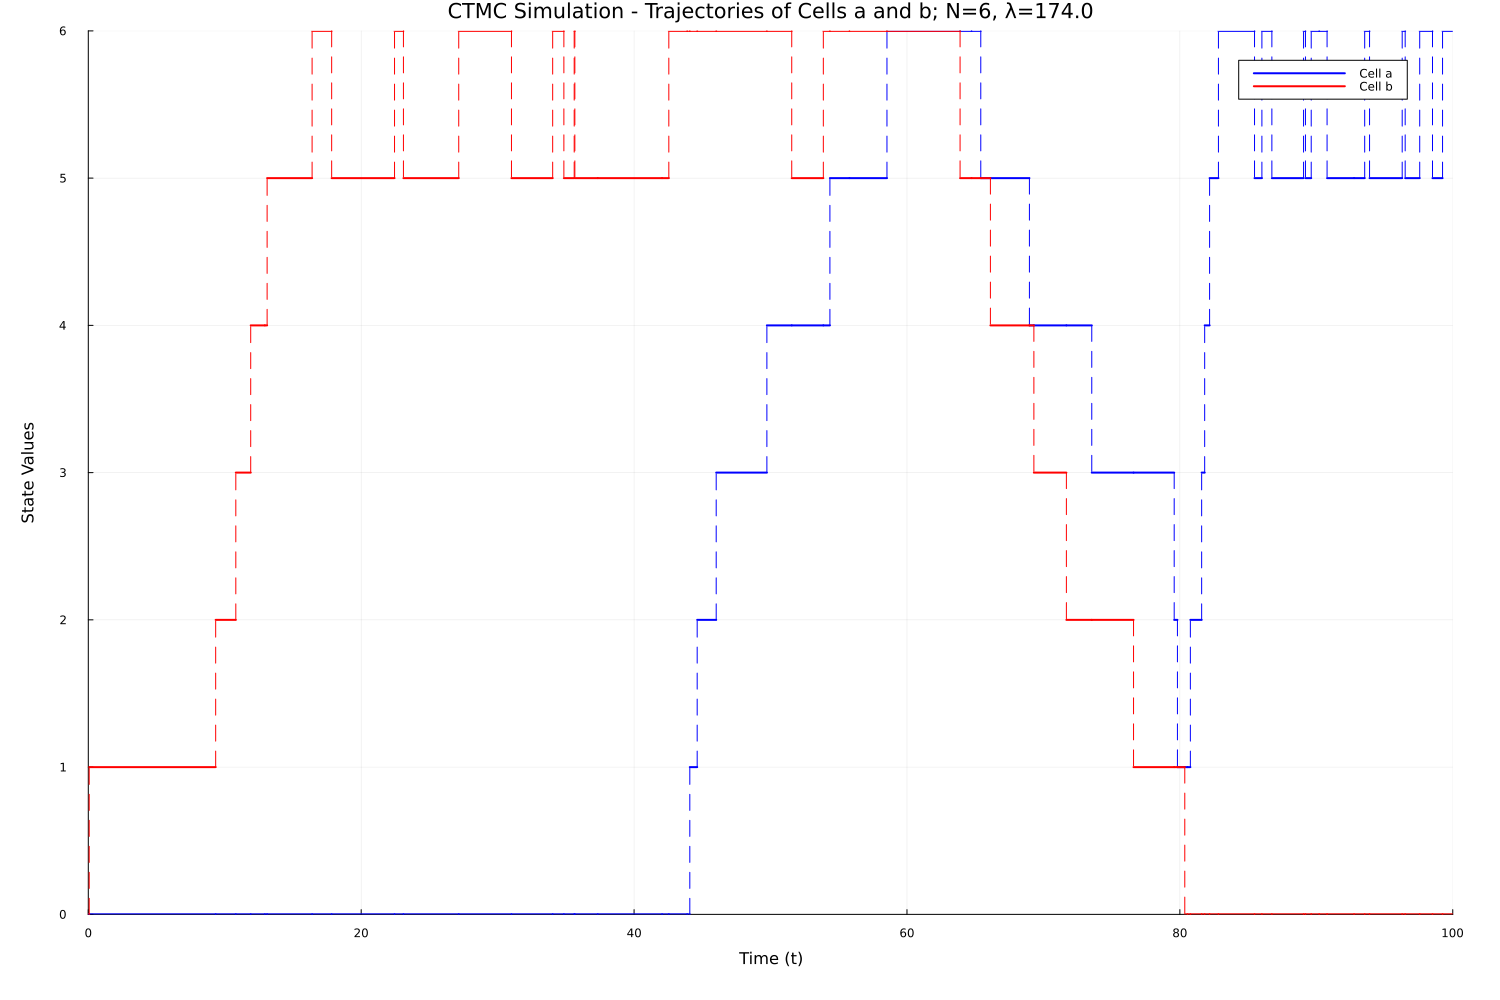 CTMC Simulation - Trajectories of Cells a and b; N=6, λ=174.0
6
Cell a
Cell b
5
4
State Values
3
2
1
0
0 20 40 60 80 100
Time (t)